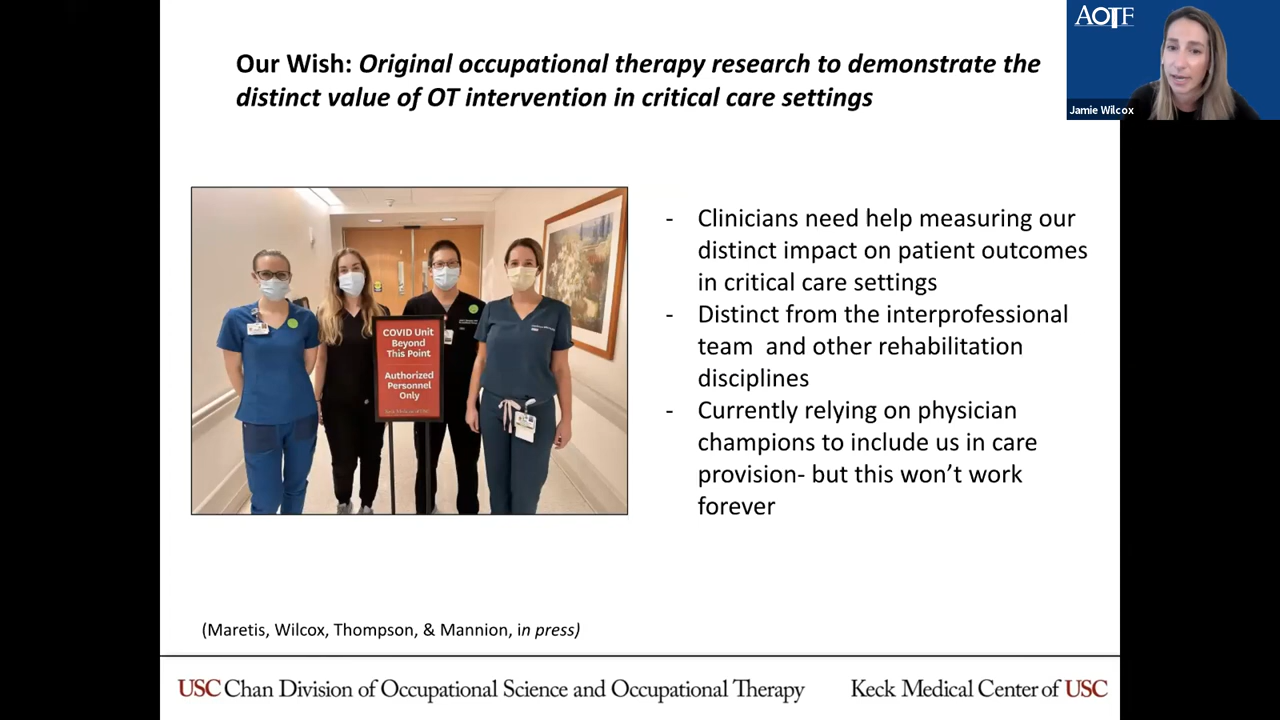 Our Wish: Original occupational therapy research to demonstrate the
distinct value of OT intervention in critical care settings
AOTF
Jamie Wilcox
COVID Unit
Beyond
This Point
Authorized
Personnel
Only
Keck Medicine of USC
- Clinicians need help measuring our
distinct impact on patient outcomes
in critical care settings
- Distinct from the interprofessional
team and other rehabilitation
disciplines
- Currently relying on physician
champions to include us in care
provision- but this won’t work
forever
(Maretis, Wilcox, Thompson, & Mannion, in press)
USC Chan Division of Occupational Science and Occupational Therapy
Keck Medical Center of USC